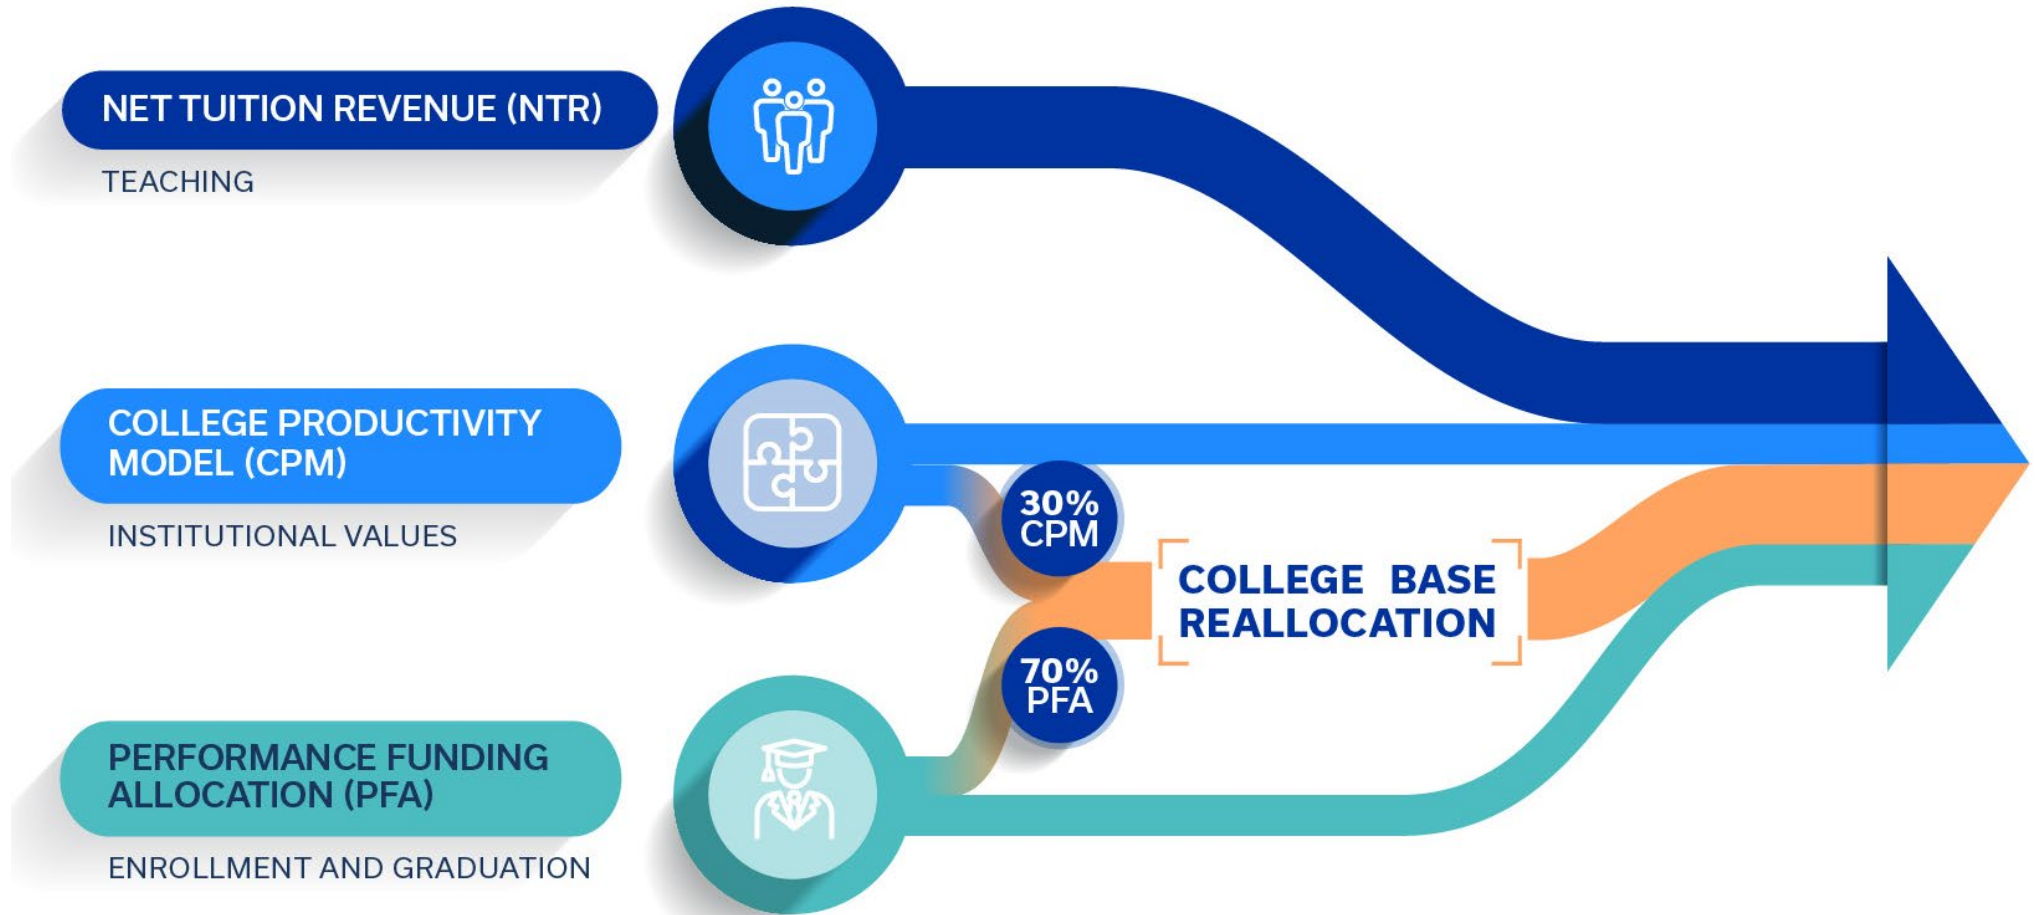 NET TUITION REVENUE (NTR)
TEACHING
COLLEGE PRODUCTIVITY
MODEL (CPM)
INSTITUTIONAL VALUES
30%
CPM
COLLEGE BASE
REALLOCATION
70%
PFA
PERFORMANCE FUNDING
ALLOCATION (PFA)
ENROLLMENT AND GRADUATION